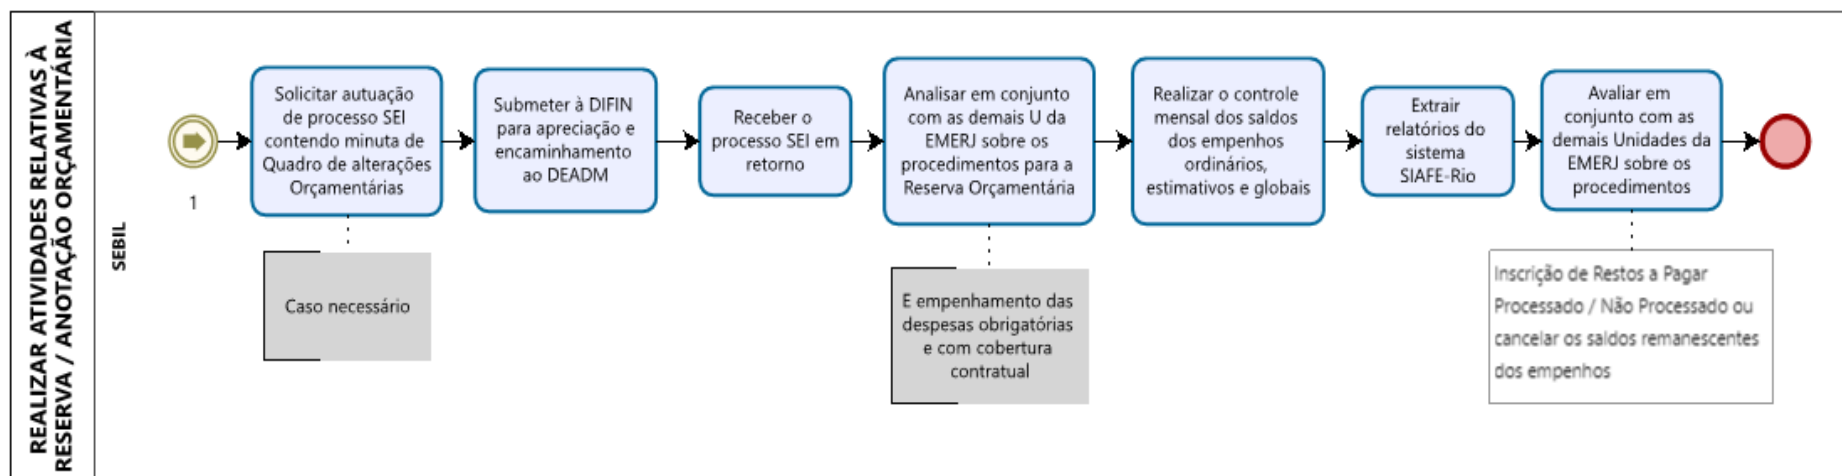 REALIZAR ATIVIDADES RELATIVAS À
RESERVA / ANOTAÇÃO ORÇAMENTÁRIA
SEBIL
1
Solicitar autuação
de processo SEI
contendo minuta de
Quadro de alterações
Orçamentárias
Caso necessário
Submeter à DIFIN
para apreciação e
encaminhamento
ao DEADM
Receber o
processo SEI em
retorno
Analisar em conjunto
com as demais U da
EMERJ sobre os
procedimentos para a
Reserva Orçamentária
E empenhamento das
despesas obrigatórias
e com cobertura
contratual
Realizar o controle
mensal dos saldos
dos empenhos
ordinários,
estimativos e globais
Extrair
relatórios do
sistema
SIAFE-Rio
Avaliar em
conjunto com as
demais Unidades da
EMERJ sobre os
procedimentos
Inscrição de Restos a Pagar
Processado / Não Processado ou
cancelar os saldos remanescentes
dos empenhos